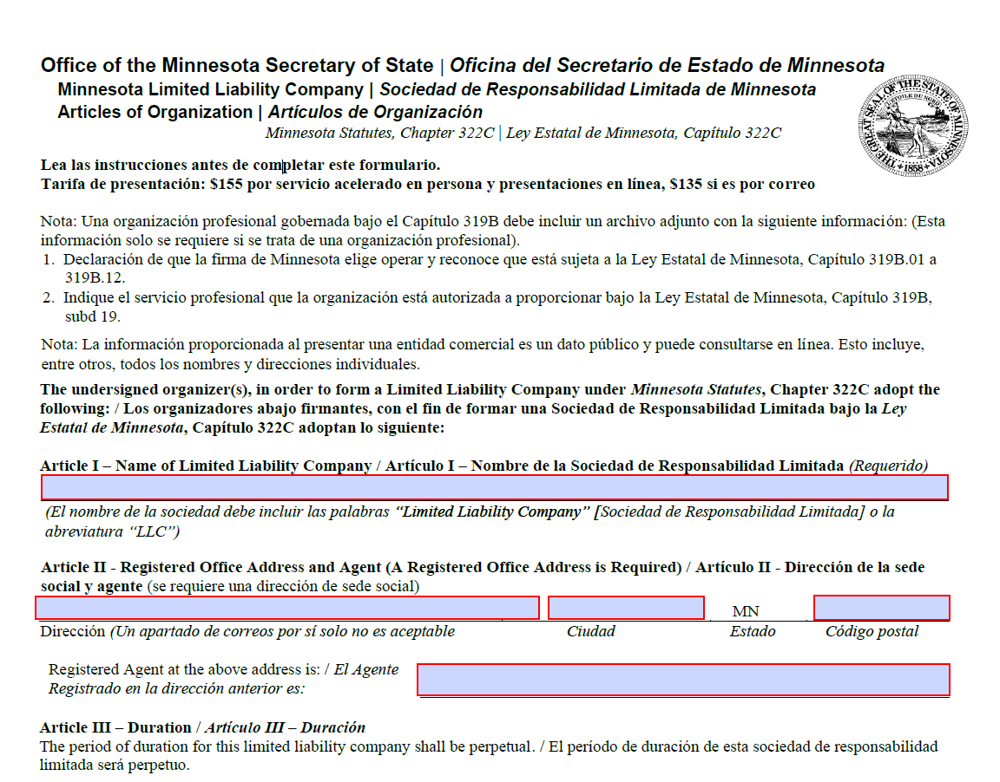 Office of the Minnesota Secretary of State | Oficina del Secretario de Estado de Minnesota
Minnesota Limited Liability Company | Sociedad de Responsabilidad Limitada de Minnesota
Articles of Organization | Artículos de Organización
Minnesota Statutes, Chapter 322C | Ley Estatal de Minnesota, Capítulo 322C
THE GREAT SEAL OF THE STATE OF MINNESOTA
L'ETOILE DU NORD
1858
Lea las instrucciones antes de completar este formulario.
Tarifa de presentación: $155 por servicio acelerado en persona y presentaciones en línea, $135 si es por correo
Nota: Una organización profesional gobernada bajo el Capítulo 319B debe incluir un archivo adjunto con la siguiente información: (Esta
información solo se requiere si se trata de una organización profesional).
1. Declaración de que la firma de Minnesota elige operar y reconoce que está sujeta a la Ley Estatal de Minnesota, Capítulo 319B.01 a
319B.12.
2. Indique el servicio profesional que la organización está autorizada a proporcionar bajo la Ley Estatal de Minnesota, Capítulo 319B,
subd 19.
Nota: La información proporcionada al presentar una entidad comercial es un dato público y puede consultarse en línea. Esto incluye,
entre otros, todos los nombres y direcciones individuales.
The undersigned organizer(s), in order to form a Limited Liability Company under Minnesota Statutes, Chapter 322C adopt the
following: / Los organizadores abajo firmantes, con el fin de formar una Sociedad de Responsabilidad Limitada bajo la Ley
Estatal de Minnesota, Capítulo 322C adoptan lo siguiente:
Article I – Name of Limited Liability Company / Artículo I – Nombre de la Sociedad de Responsabilidad Limitada (Requerido)
(El nombre de la sociedad debe incluir las palabras “Limited Liability Company” [Sociedad de Responsabilidad Limitada] o la
abreviatura “LLC”)
Article II - Registered Office Address and Agent (A Registered Office Address is Required) / Artículo II - Dirección de la sede
social y agente (se requiere una dirección de sede social)
MN
Dirección (Un apartado de correos por sí solo no es aceptable Ciudad Estado Código postal
Registered Agent at the above address is: / El Agente
Registrado en la dirección anterior es:
Article III – Duration / Artículo III – Duración
The period of duration for this limited liability company shall be perpetual. / El período de duración de esta sociedad de responsabilidad
limitada será perpetuo.